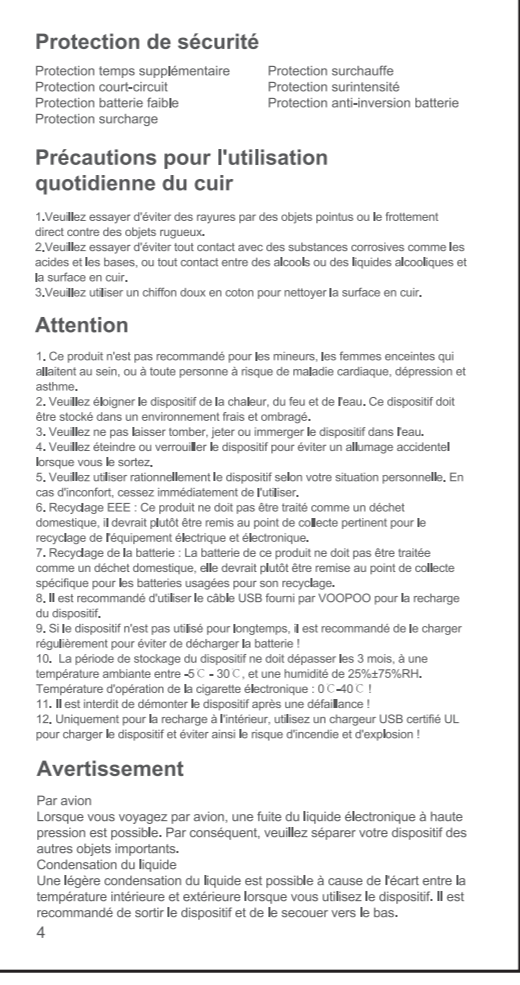 Protection de sécurité
Protection temps supplémentaire
Protection court-circuit
Protection batterie faible
Protection surcharge
Protection surchauffe
Protection surintensité
Protection anti-inversion batterie
Précautions pour l'utilisation
quotidienne du cuir
1.Veuillez essayer d'éviter des rayures par des objets pointus ou le frottement
direct contre des objets rugueux.
2.Veuillez essayer d'éviter tout contact avec des substances corrosives comme les
acides et les bases, ou tout contact entre des alcools ou des liquides alcooliques et
la surface en cuir.
3.Veuillez utiliser un chiffon doux en coton pour nettoyer la surface en cuir.
Attention
1. Ce produit n'est pas recommandé pour les mineurs, les femmes enceintes qui
allaitent au sein, ou à toute personne à risque de maladie cardiaque, dépression et
asthme.
2. Veuillez éloigner le dispositif de la chaleur, du feu et de l'eau. Ce dispositif doit
être stocké dans un environnement frais et ombragé.
3. Veuillez ne pas laisser tomber, jeter ou immerger le dispositif dans l'eau.
4. Veuillez éteindre ou verrouiller le dispositif pour éviter un allumage accidentel
lorsque vous le sortez.
5. Veuillez utiliser rationnellement le dispositif selon votre situation personnelle. En
cas d'inconfort, cessez immédiatement de l'utiliser.
6. Recyclage EEE : Ce produit ne doit pas être traité comme un déchet
domestique, il devrait plutôt être remis au point de collecte pertinent pour le
recyclage de l'équipement électrique et électronique.
7. Recyclage de la batterie : La batterie de ce produit ne doit pas être traitée
comme un déchet domestique, elle devrait plutôt être remise au point de collecte
spécifique pour les batteries usagées pour son recyclage.
8. Il est recommandé d'utiliser le câble USB fourni par VOOPOO pour la recharge
du dispositif.
9. Si le dispositif n'est pas utilisé pour longtemps, il est recommandé de le charger
régulièrement pour éviter de décharger la batterie !
10. La période de stockage du dispositif ne doit dépasser les 3 mois, à une
température ambiante entre -5℃ - 30℃, et une humidité de 25%±75%RH.
Température d'opération de la cigarette électronique : 0℃-40℃ !
11. Il est interdit de démonter le dispositif après une défaillance !
12. Uniquement pour la recharge à l'intérieur, utilisez un chargeur USB certifié UL
pour charger le dispositif et éviter ainsi le risque d'incendie et d'explosion !
Avertissement
Par avion
Lorsque vous voyagez par avion, une fuite du liquide électronique à haute
pression est possible. Par conséquent, veuillez séparer votre dispositif des
autres objets importants.
Condensation du liquide
Une légère condensation du liquide est possible à cause de l'écart entre la
température intérieure et extérieure lorsque vous utilisez le dispositif. Il est
recommandé de sortir le dispositif et de le secouer vers le bas.
4